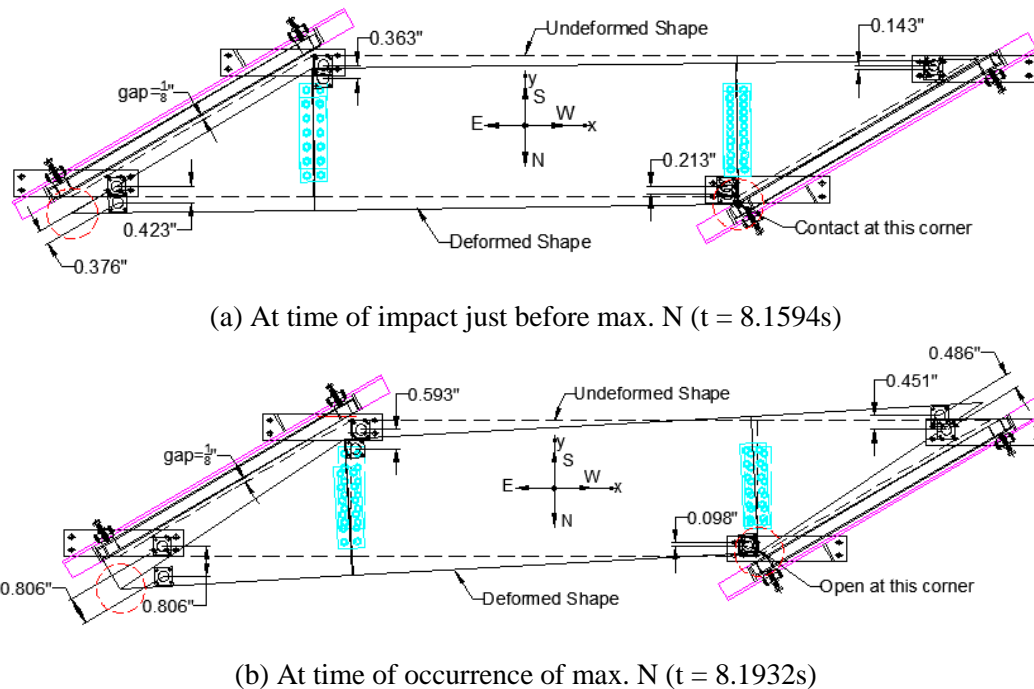 0.363"
Undeformed Shape
0.143"
gap=1/8"
y
S
E
W
x
N
0.213"
0.423"
Deformed Shape
Contact at this corner
0.376"
(a) At time of impact just before max. N (t = 8.1594s)
0.486"
0.593"
Undeformed Shape
0.451"
gap=1/8"
y
S
E
W
x
N
0.098"
0.806"
0.806"
Deformed Shape
Open at this corner
(b) At time of occurrence of max. N (t = 8.1932s)